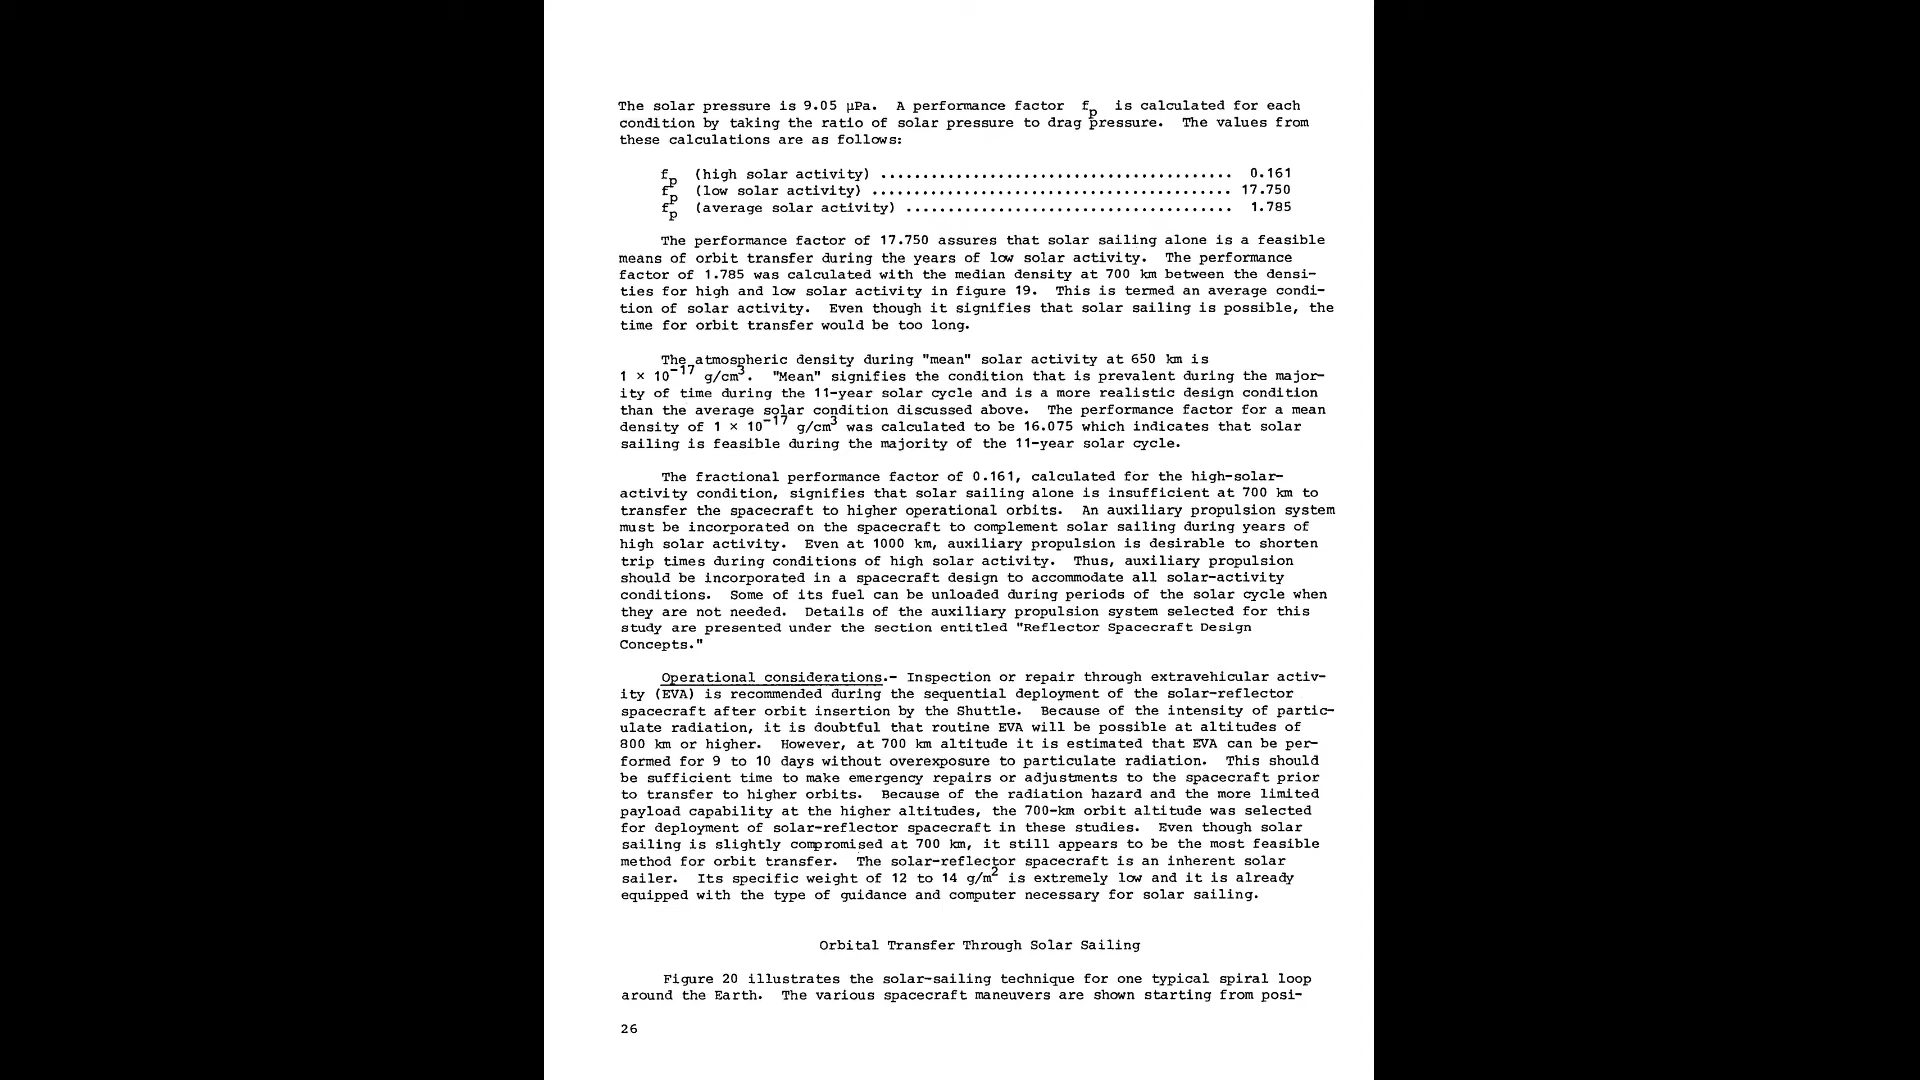 The solar pressure is 9.05 µPa. A performance factor fp is calculated for each
condition by taking the ratio of solar pressure to drag pressure. The values from
these calculations are as follows:
fp (high solar activity) .......................................... 0.161
fp (low solar activity) ........................................... 17.750
fp (average solar activity) ....................................... 1.785
The performance factor of 17.750 assures that solar sailing alone is a feasible
means of orbit transfer during the years of low solar activity. The performance
factor of 1.785 was calculated with the median density at 700 km between the densi-
ties for high and low solar activity in figure 19. This is termed an average condi-
tion of solar activity. Even though it signifies that solar sailing is possible, the
time for orbit transfer would be too long.
The atmospheric density during "mean" solar activity at 650 km is
1 × 10⁻¹⁷ g/cm³. "Mean" signifies the condition that is prevalent during the major-
ity of time during the 11-year solar cycle and is a more realistic design condition
than the average solar condition discussed above. The performance factor for a mean
density of 1 × 10⁻¹⁷ g/cm³ was calculated to be 16.075 which indicates that solar
sailing is feasible during the majority of the 11-year solar cycle.
The fractional performance factor of 0.161, calculated for the high-solar-
activity condition, signifies that solar sailing alone is insufficient at 700 km to
transfer the spacecraft to higher operational orbits. An auxiliary propulsion system
must be incorporated on the spacecraft to complement solar sailing during years of
high solar activity. Even at 1000 km, auxiliary propulsion is desirable to shorten
trip times during conditions of high solar activity. Thus, auxiliary propulsion
should be incorporated in a spacecraft design to accommodate all solar-activity
conditions. Some of its fuel can be unloaded during periods of the solar cycle when
they are not needed. Details of the auxiliary propulsion system selected for this
study are presented under the section entitled "Reflector Spacecraft Design
Concepts."
Operational considerations.- Inspection or repair through extravehicular activ-
ity (EVA) is recommended during the sequential deployment of the solar-reflector
spacecraft after orbit insertion by the Shuttle. Because of the intensity of partic-
ulate radiation, it is doubtful that routine EVA will be possible at altitudes of
800 km or higher. However, at 700 km altitude it is estimated that EVA can be per-
formed for 9 to 10 days without overexposure to particulate radiation. This should
be sufficient time to make emergency repairs or adjustments to the spacecraft prior
to transfer to higher orbits. Because of the radiation hazard and the more limited
payload capability at the higher altitudes, the 700-km orbit altitude was selected
for deployment of solar-reflector spacecraft in these studies. Even though solar
sailing is slightly compromised at 700 km, it still appears to be the most feasible
method for orbit transfer. The solar-reflector spacecraft is an inherent solar
sailer. Its specific weight of 12 to 14 g/m² is extremely low and it is already
equipped with the type of guidance and computer necessary for solar sailing.
Orbital Transfer Through Solar Sailing
Figure 20 illustrates the solar-sailing technique for one typical spiral loop
around the Earth. The various spacecraft maneuvers are shown starting from posi-
26